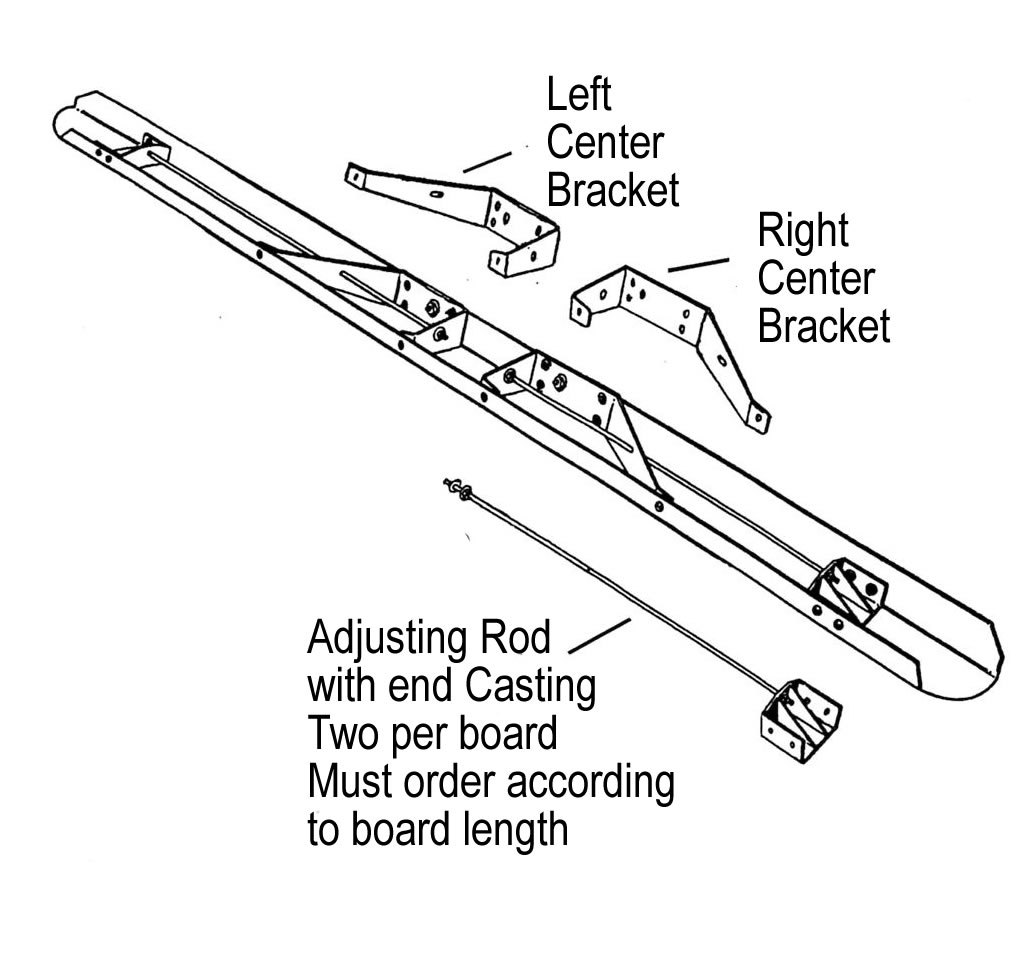 Left
Center
Bracket
Right
Center
Bracket
Adjusting Rod
with end Casting
Two per board
Must order according
to board length